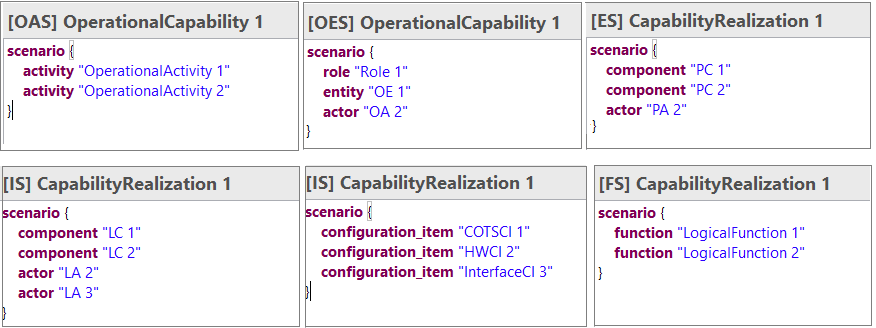 [OAS] OperationalCapability 1
scenario {
activity "OperationalActivity 1"
activity "OperationalActivity 2"
}
[OES] OperationalCapability 1
scenario {
role "Role 1"
entity "OE 1"
actor "OA 2"
}
[ES] CapabilityRealization 1
scenario {
component "PC 1"
component "PC 2"
actor "PA 2"
}
[IS] CapabilityRealization 1
scenario {
component "LC 1"
component "LC 2"
actor "LA 2"
actor "LA 3"
}
[IS] CapabilityRealization 1
scenario {
configuration_item "COTSCI 1"
configuration_item "HWCI 2"
configuration_item "InterfaceCI 3"
}
[FS] CapabilityRealization 1
scenario {
function "LogicalFunction 1"
function "LogicalFunction 2"
}